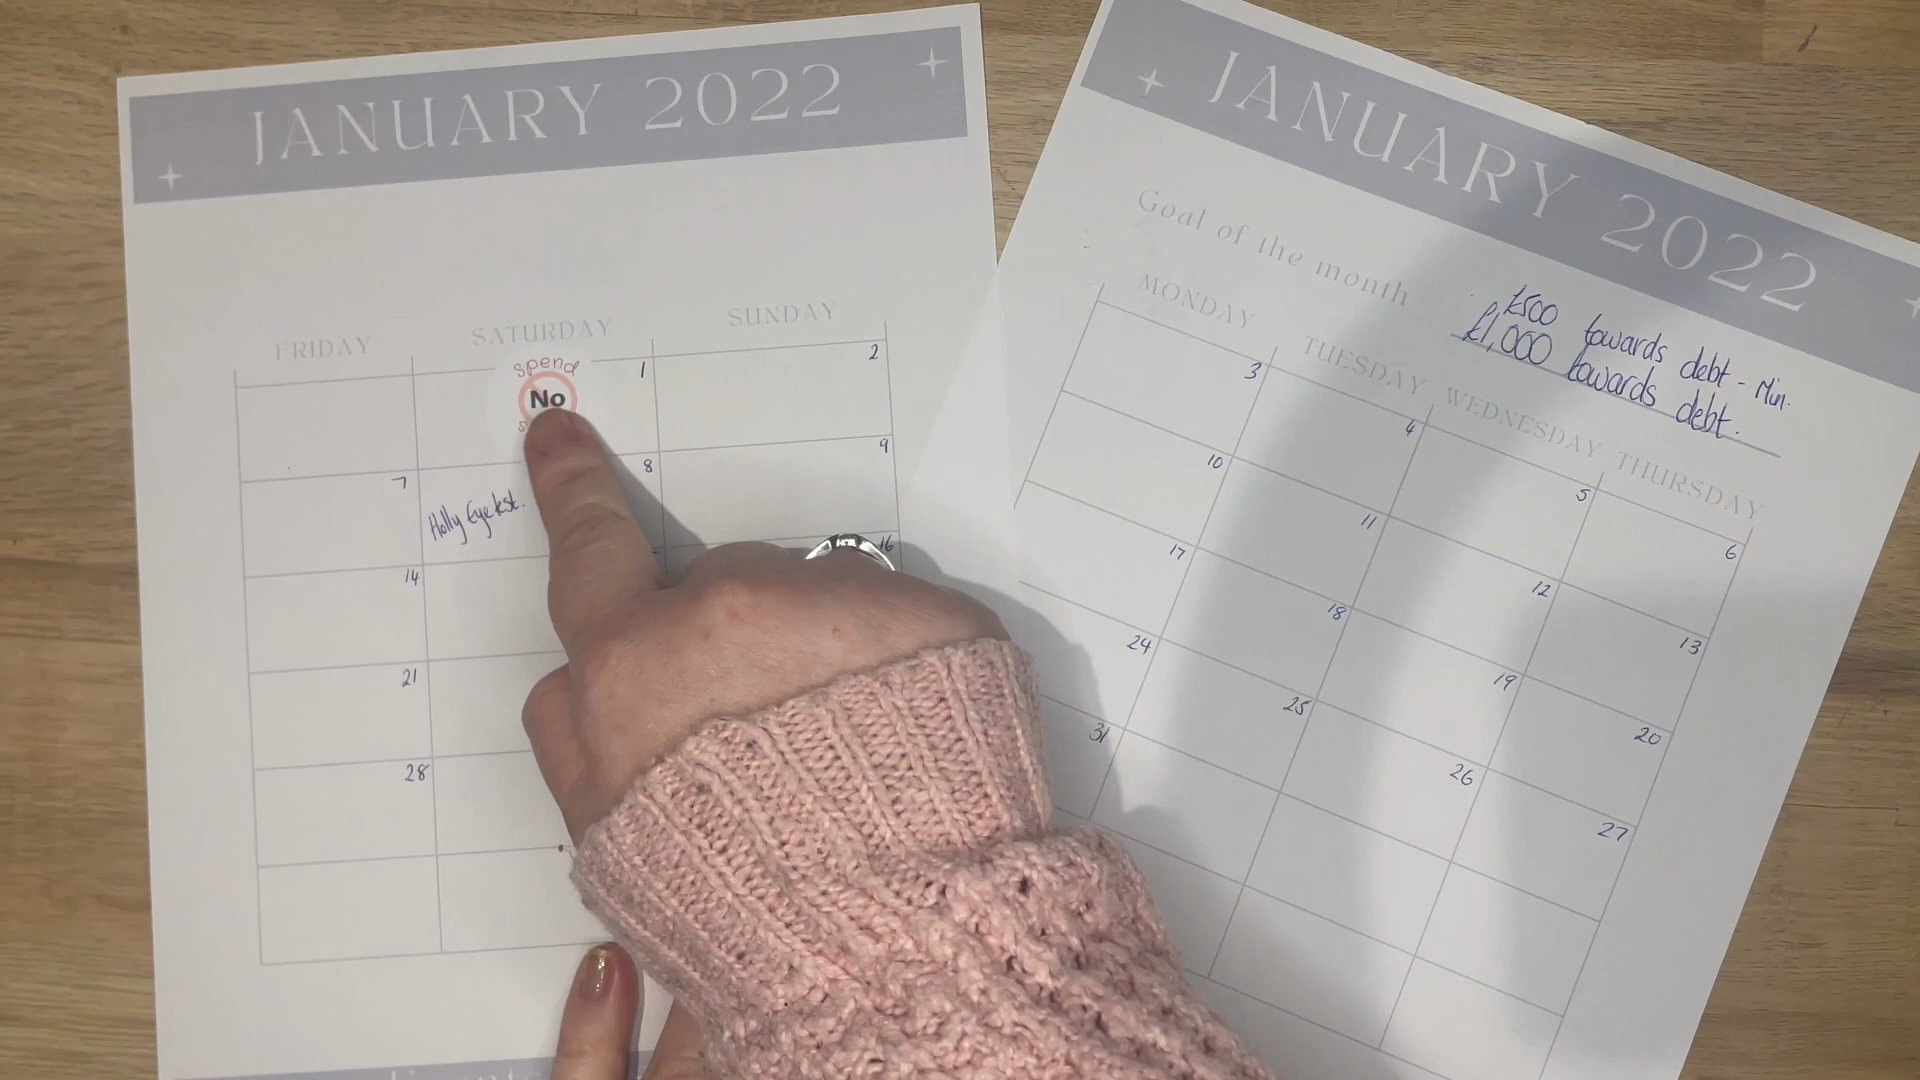 JANUARY 2022
FRIDAY SATURDAY SUNDAY
spend
No
1
2
7
8
9
Holly Eye test.
14
16
21
28
JANUARY 2022
Goal of the month
£500 towards debt - Min.
£1,000 towards debt.
MONDAY TUESDAY WEDNESDAY THURSDAY
3
4
5
6
10
11
12
13
17
18
19
20
24
25
26
27
31